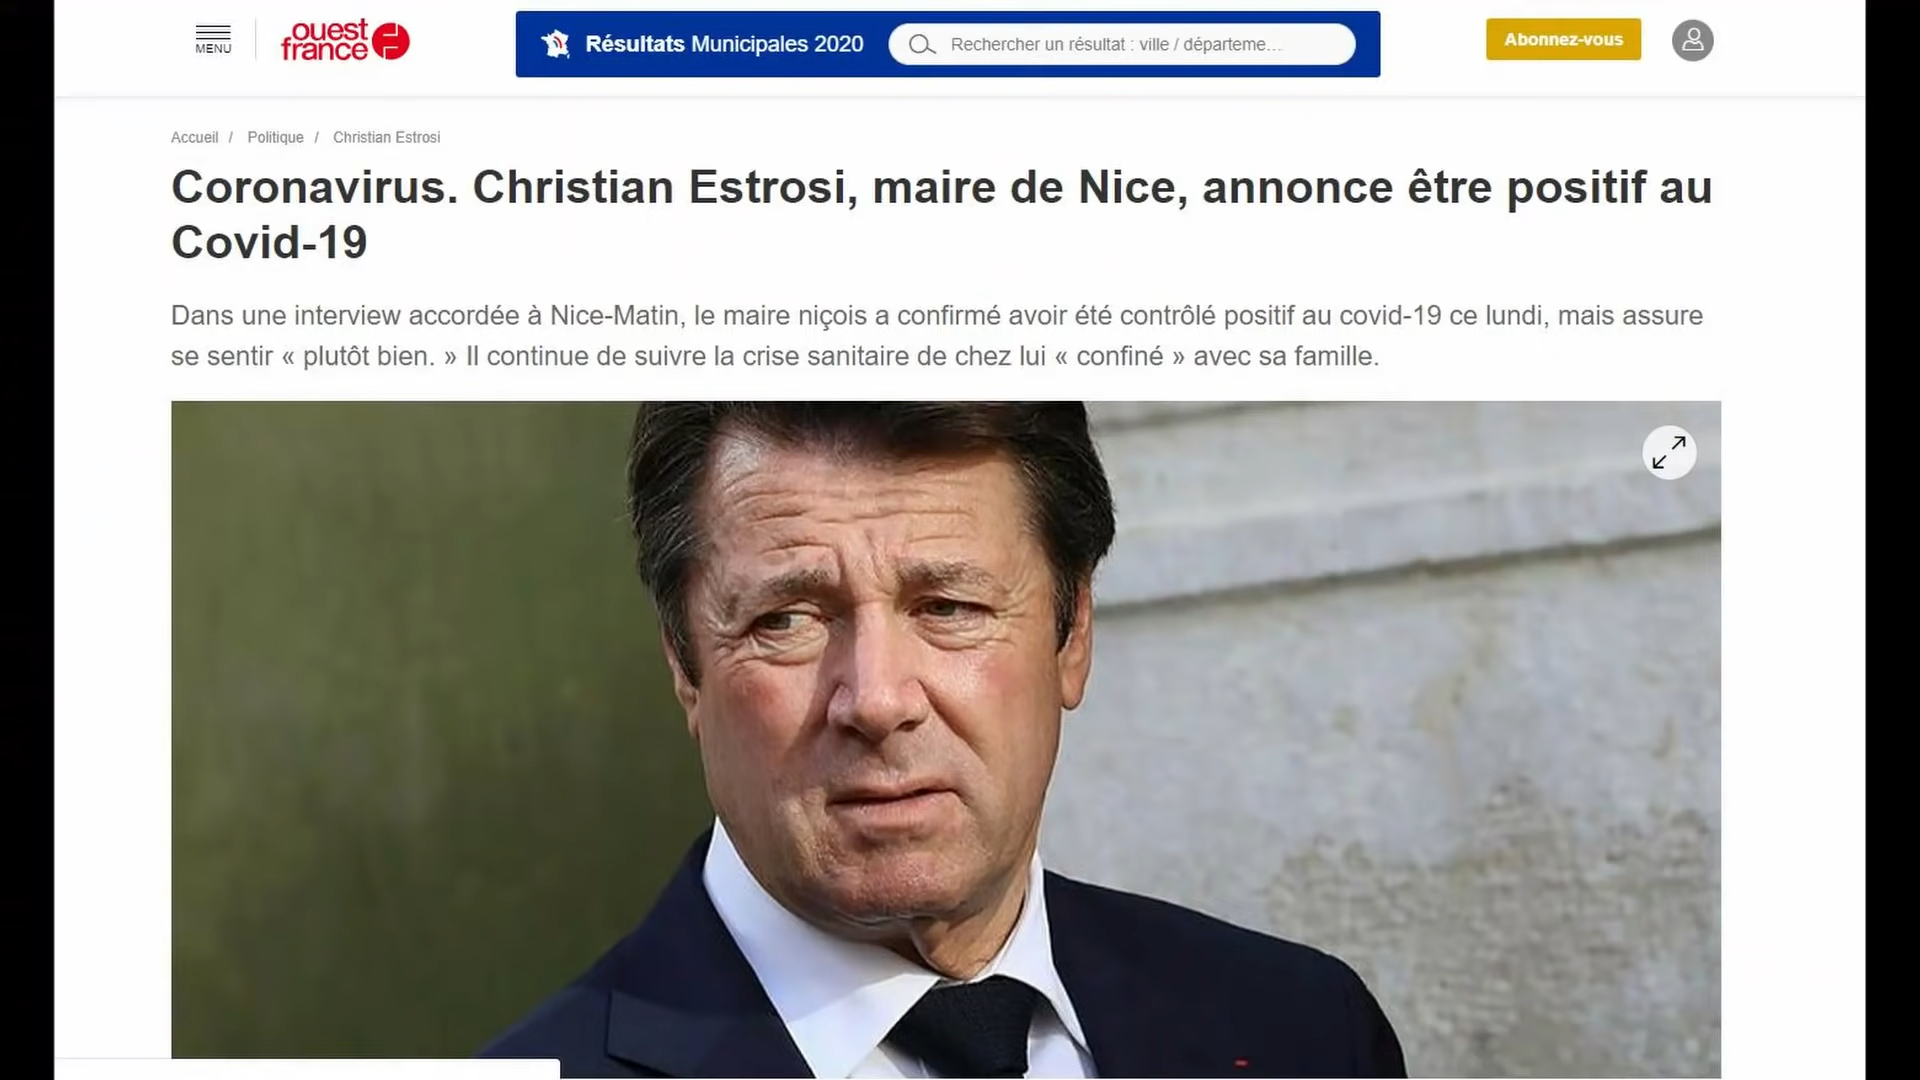 MENU
ouest
france
Résultats Municipales 2020
Rechercher un résultat : ville / départeme...
Abonnez-vous
Accueil / Politique / Christian Estrosi
Coronavirus. Christian Estrosi, maire de Nice, annonce être positif au
Covid-19
Dans une interview accordée à Nice-Matin, le maire niçois a confirmé avoir été contrôlé positif au covid-19 ce lundi, mais assure
se sentir « plutôt bien. » Il continue de suivre la crise sanitaire de chez lui « confiné » avec sa famille.